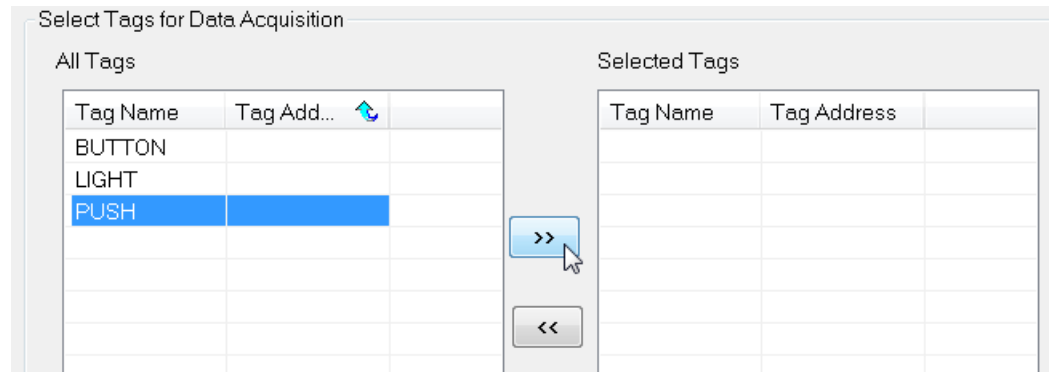 Select Tags for Data Acquisition
All Tags
Selected Tags
Tag Name Tag Add...
Tag Name Tag Address
BUTTON
LIGHT
PUSH
>>
<<